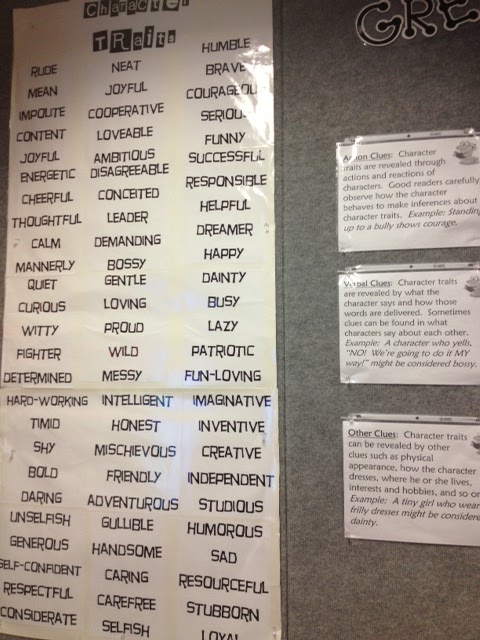 Character
Traits
RUDE
MEAN
IMPOLITE
CONTENT
JOYFUL
ENERGETIC
CHEERFUL
THOUGHTFUL
CALM
MANNERLY
QUIET
CURIOUS
WITTY
FIGHTER
DETERMINED
HARD-WORKING
TIMID
SHY
BOLD
DARING
UNSELFISH
GENEROUS
SELF-CONFIDENT
RESPECTFUL
CONSIDERATE
NEAT
JOYFUL
COOPERATIVE
LOVEABLE
AMBITIOUS
DISAGREEABLE
CONCEITED
LEADER
DEMANDING
BOSSY
GENTLE
LOVING
PROUD
WILD
MESSY
INTELLIGENT
HONEST
MISCHIEVOUS
FRIENDLY
ADVENTUROUS
GULLIBLE
HANDSOME
CARING
CAREFREE
SELFISH
HUMBLE
BRAVE
COURAGEOUS
SERIOUS
FUNNY
SUCCESSFUL
RESPONSIBLE
HELPFUL
DREAMER
HAPPY
DAINTY
BUSY
LAZY
PATRIOTIC
FUN-LOVING
IMAGINATIVE
INVENTIVE
CREATIVE
INDEPENDENT
STUDIOUS
HUMOROUS
SAD
RESOURCEFUL
STUBBORN
LOYAL
GRE
Action Clues: Character
traits are revealed through
actions and reactions of
characters. Good readers carefully
observe how the character
behaves to make inferences about
character traits. Example: Standing
up to a bully shows courage.
Verbal Clues: Character traits
are revealed by what the
character says and how those
words are delivered. Sometimes
clues can be found in what
characters say about each other.
Example: A character who yells,
"NO! We're going to do it MY
way!" might be considered bossy.
Other Clues: Character traits
can be revealed by other
clues such as physical
appearance, how the character
dresses, where he or she lives,
interests and hobbies, and so on
Example: A tiny girl who wears
frilly dresses might be considered
dainty.